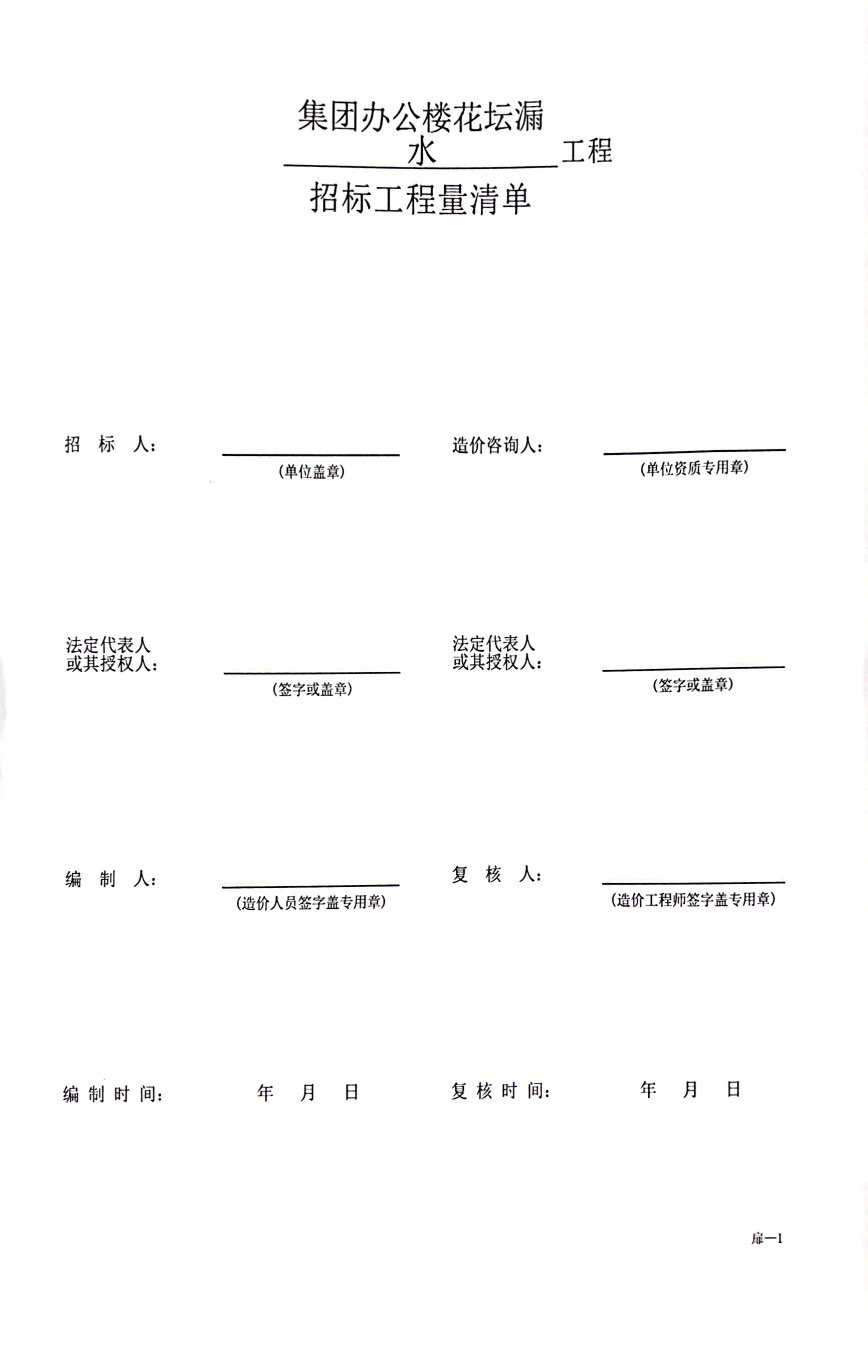 集团办公楼花坛漏
水 工程
招标工程量清单
招 标 人： 造价咨询人：
(单位盖章) (单位资质专用章)
法定代表人 法定代表人
或其授权人： 或其授权人：
(签字或盖章) (签字或盖章)
编 制 人： 复 核 人：
(造价人员签字盖专用章) (造价工程师签字盖专用章)
编 制 时 间： 年 月 日 复 核 时 间： 年 月 日
扉—1